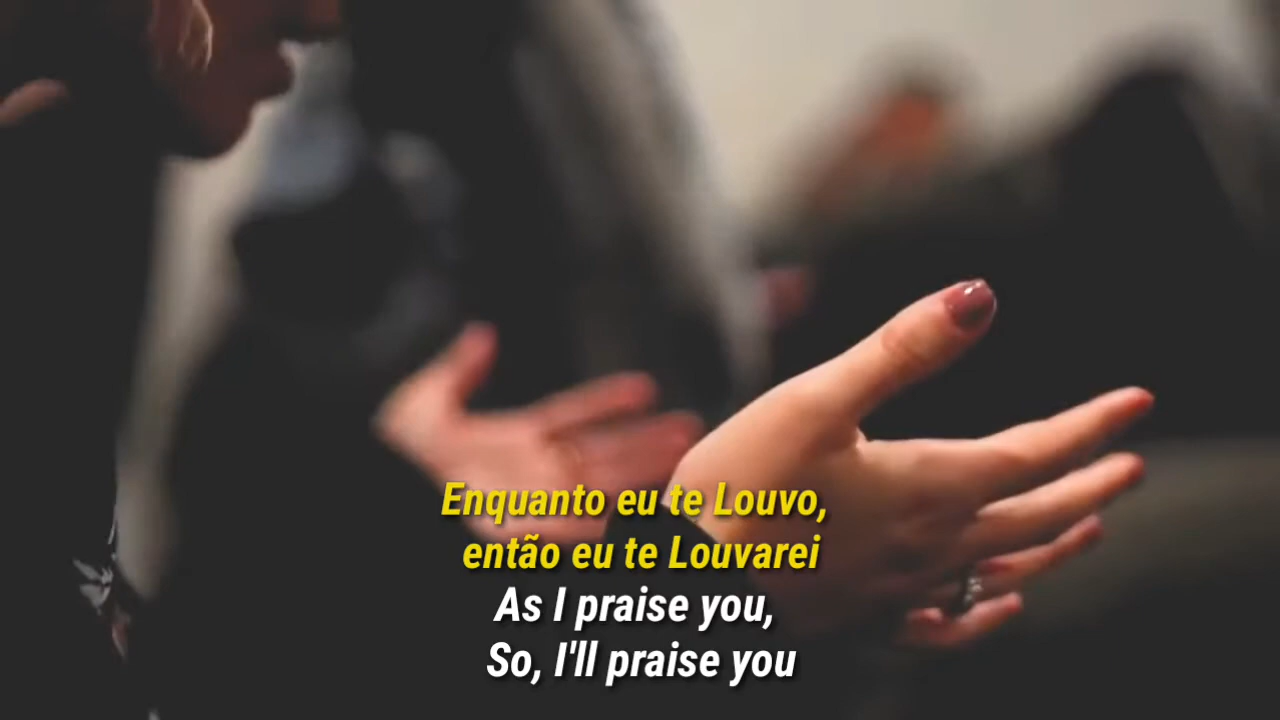 Enquanto eu te Louvo,
então eu te Louvarei
As I praise you,
So, I'll praise you